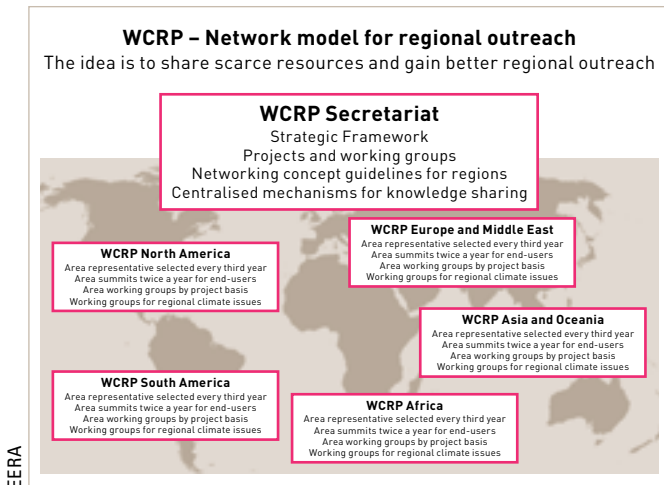 WCRP – Network model for regional outreach
The idea is to share scarce resources and gain better regional outreach
WCRP Secretariat
Strategic Framework
Projects and working groups
Networking concept guidelines for regions
Centralised mechanisms for knowledge sharing
WCRP Europe and Middle East
Area representative selected every third year
Area summits twice a year for end-users
Area working groups by project basis
Working groups for regional climate issues
WCRP North America
Area representative selected every third year
Area summits twice a year for end-users
Area working groups by project basis
Working groups for regional climate issues
WCRP Asia and Oceania
Area representative selected every third year
Area summits twice a year for end-users
Area working groups by project basis
Working groups for regional climate issues
WCRP South America
Area representative selected every third year
Area summits twice a year for end-users
Area working groups by project basis
Working groups for regional climate issues
WCRP Africa
Area representative selected every third year
Area summits twice a year for end-users
Area working groups by project basis
Working groups for regional climate issues
EERA